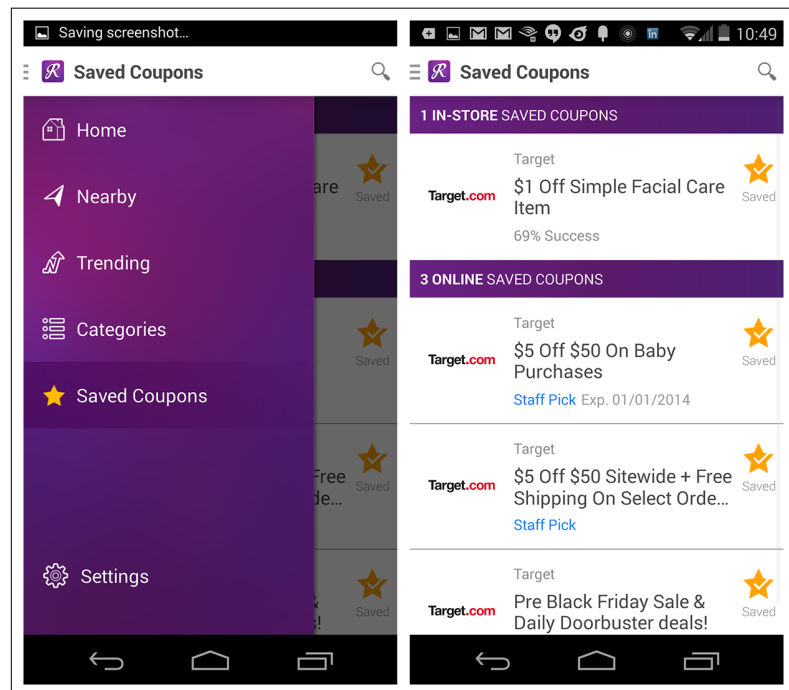 Saving screenshot...
R Saved Coupons
Home
Nearby
Trending
Categories
Saved Coupons
Settings
are
Saved
Saved
Free
de...
Saved
&
s!
Saved
in 10:49
R Saved Coupons
1 IN-STORE SAVED COUPONS
Target
Target.com
$1 Off Simple Facial Care
Item
Saved
69% Success
3 ONLINE SAVED COUPONS
Target
Target.com
$5 Off $50 On Baby
Purchases
Saved
Staff Pick Exp. 01/01/2014
Target
Target.com
$5 Off $50 Sitewide + Free
Shipping On Select Orde...
Saved
Staff Pick
Target
Target.com
Pre Black Friday Sale &
Daily Doorbuster deals!
Saved